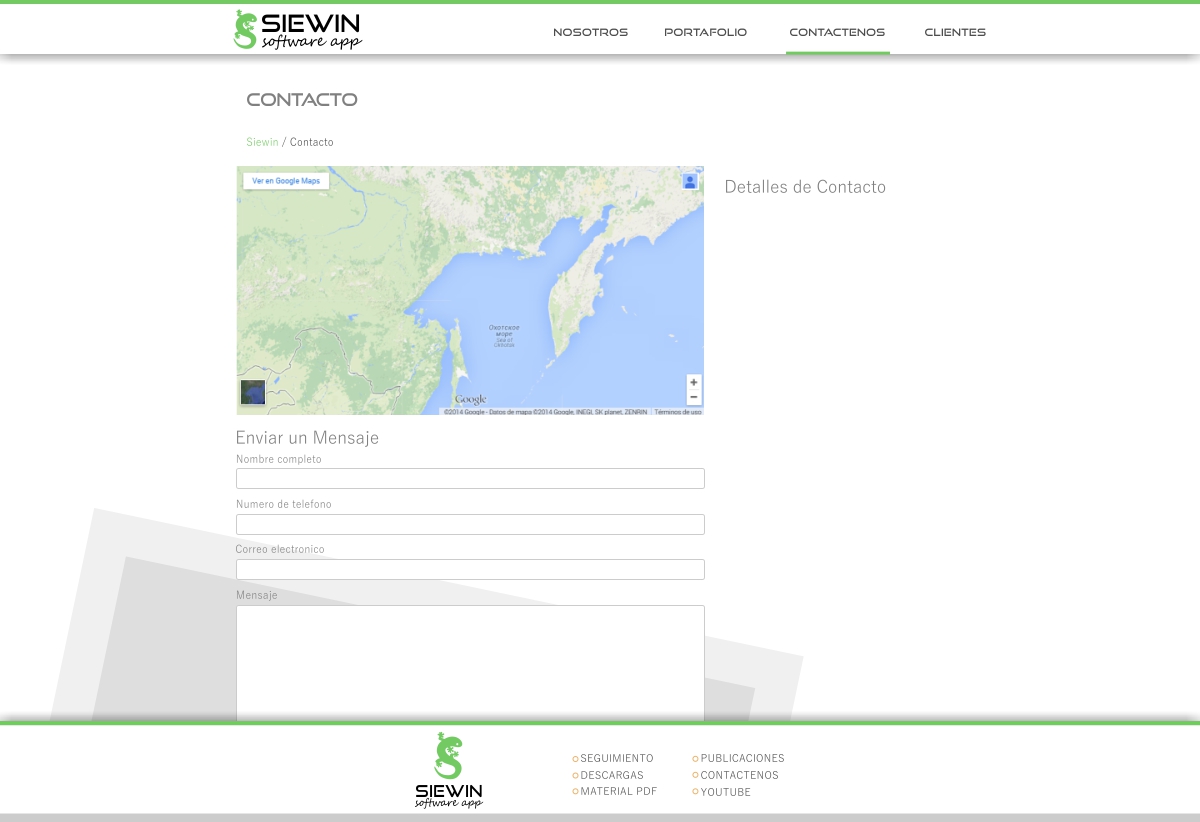 SIEWIN
software app
NOSOTROS
PORTAFOLIO
CONTACTENOS
CLIENTES
CONTACTO
Siewin / Contacto
Ver en Google Maps
Detalles de Contacto
Охотское
море
Sea of
Okhotsk
+
−
Google
©2014 Google - Datos de mapa ©2014 Google, INEGI, SK planet, ZENRIN
Términos de uso
Enviar un Mensaje
Nombre completo
Numero de telefono
Correo electronico
Mensaje
SIEWIN
software app
SEGUIMIENTO
DESCARGAS
MATERIAL PDF
PUBLICACIONES
CONTACTENOS
YOUTUBE